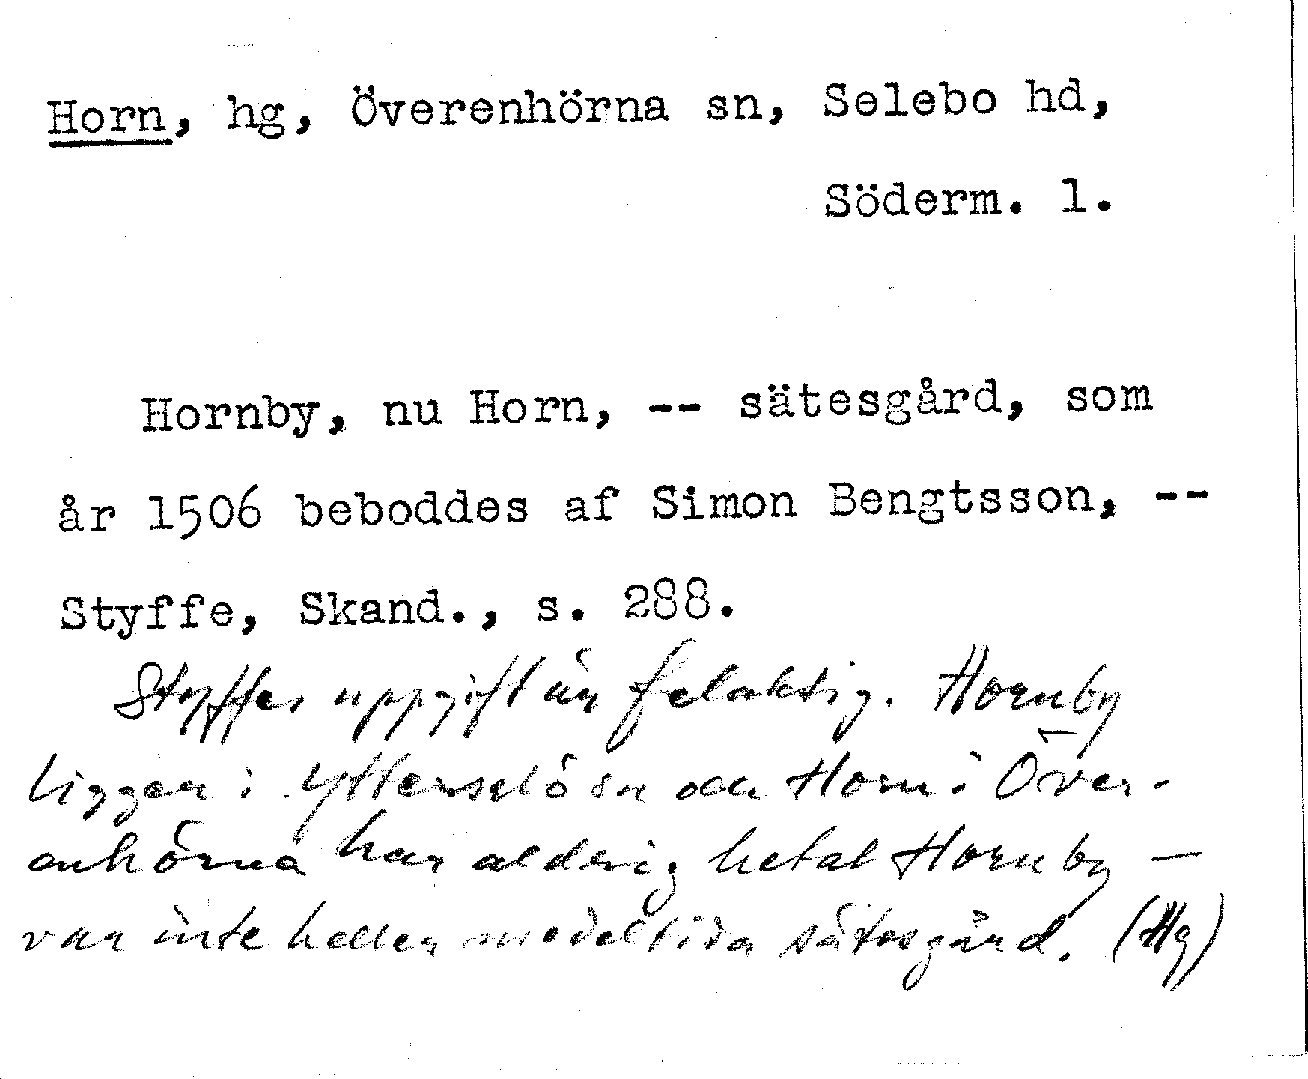 Horn, hg, Överenhörna sn, Selebo hd,
Söderm. l.
Hornby, nu Horn, -- sätesgård, som
år 1506 beboddes af Simon Bengtsson, --
Styffe, Skand., s. 288.
Styffes uppgift är felaktig. Hornby
ligger i Ytterselö sn och Horn i Över-
enhörna har aldrig hetat Hornby —
var inte heller medeltida sätesgård. (Hg)